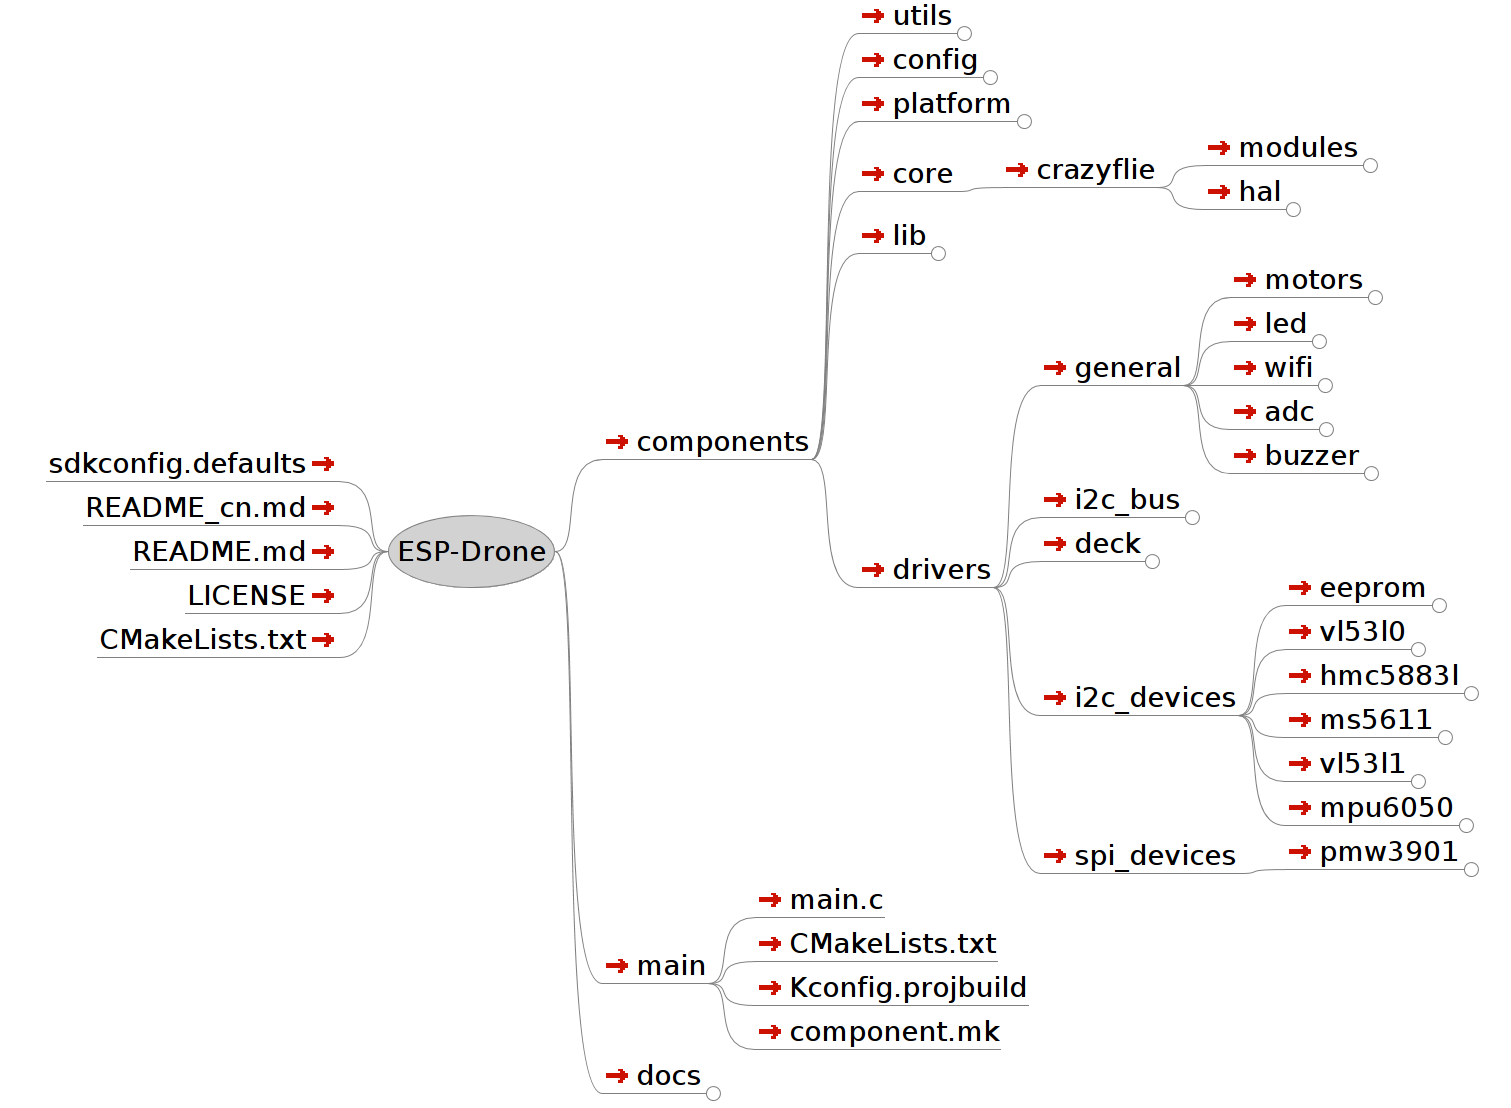 sdkconfig.defaults
README_cn.md
README.md
LICENSE
CMakeLists.txt
ESP-Drone
components
utils
config
platform
core
crazyflie
modules
hal
lib
drivers
general
motors
led
wifi
adc
buzzer
i2c_bus
deck
i2c_devices
eeprom
vl53l0
hmc5883l
ms5611
vl53l1
mpu6050
spi_devices
pmw3901
main
main.c
CMakeLists.txt
Kconfig.projbuild
component.mk
docs